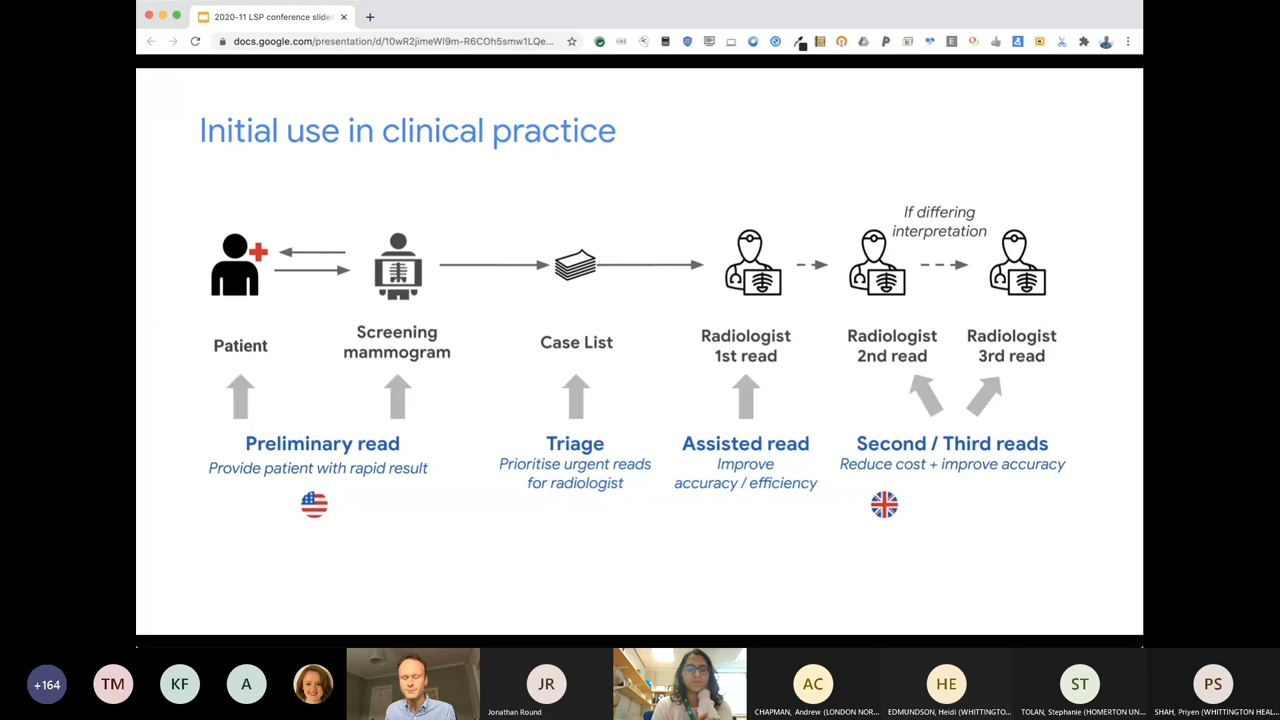 2020-11 LSP conference slides
docs.google.com/presentation/d/10wR2jimeWl9m-R6COh5smw1LQe...
Initial use in clinical practice
If differing
interpretation
Patient
Screening
mammogram
Case List
Radiologist
1st read
Radiologist
2nd read
Radiologist
3rd read
Preliminary read
Provide patient with rapid result
Triage
Prioritise urgent reads
for radiologist
Assisted read
Improve
accuracy / efficiency
Second / Third reads
Reduce cost + improve accuracy
+164
TM
KF
A
JR
Jonathan Round
AC
CHAPMAN, Andrew (LONDON NOR...
HE
EDMUNDSON, Heidi (WHITTINGTO...
ST
TOLAN, Stephanie (HOMERTON UN...
PS
SHAH, Priyen (WHITTINGTON HEAL...